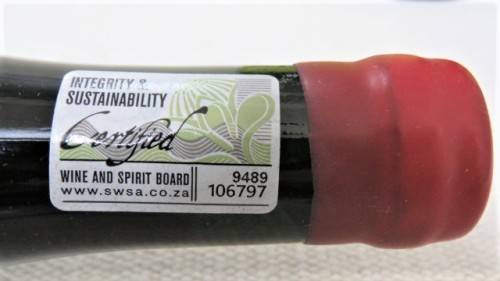 INTEGRITY &
SUSTAINABILITY
Certified
WINE AND SPIRIT BOARD
www.swsa.co.za
9489
106797